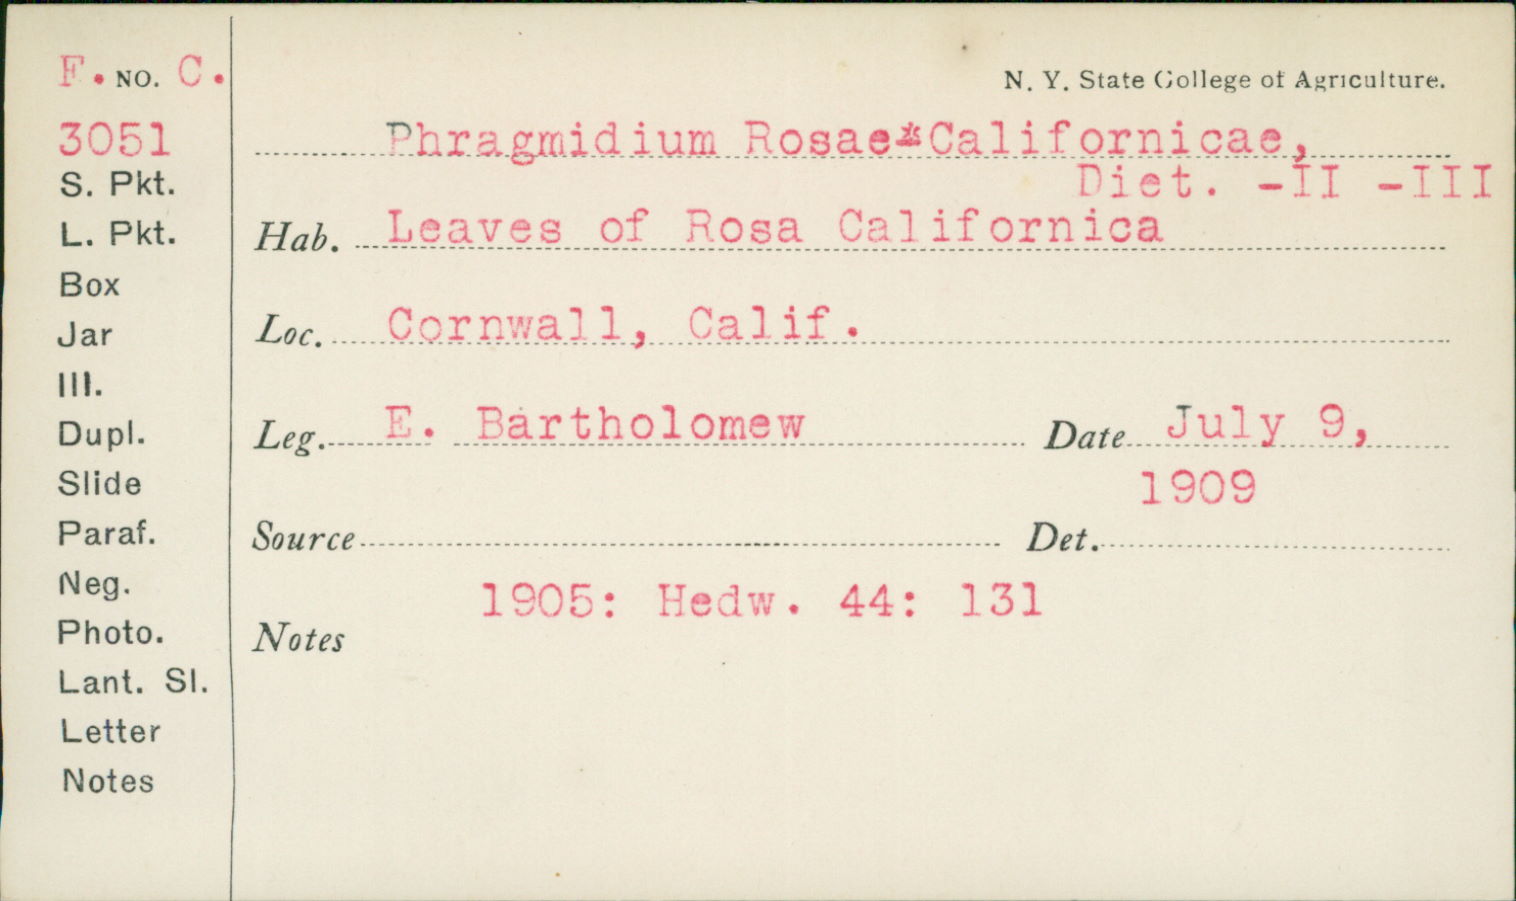 F. NO. C.
N. Y. State College of Agriculture.
3051
Phragmidium Rosae-Californicae,
Diet. -II -III
S. Pkt.
L. Pkt.
Hab. Leaves of Rosa Californica
Box
Jar
Loc. Cornwall, Calif.
Ill.
Dupl.
Leg. E. Bartholomew Date July 9,
1909
Slide
Paraf.
Source Det.
Neg.
1905: Hedw. 44: 131
Photo.
Notes
Lant. Sl.
Letter
Notes